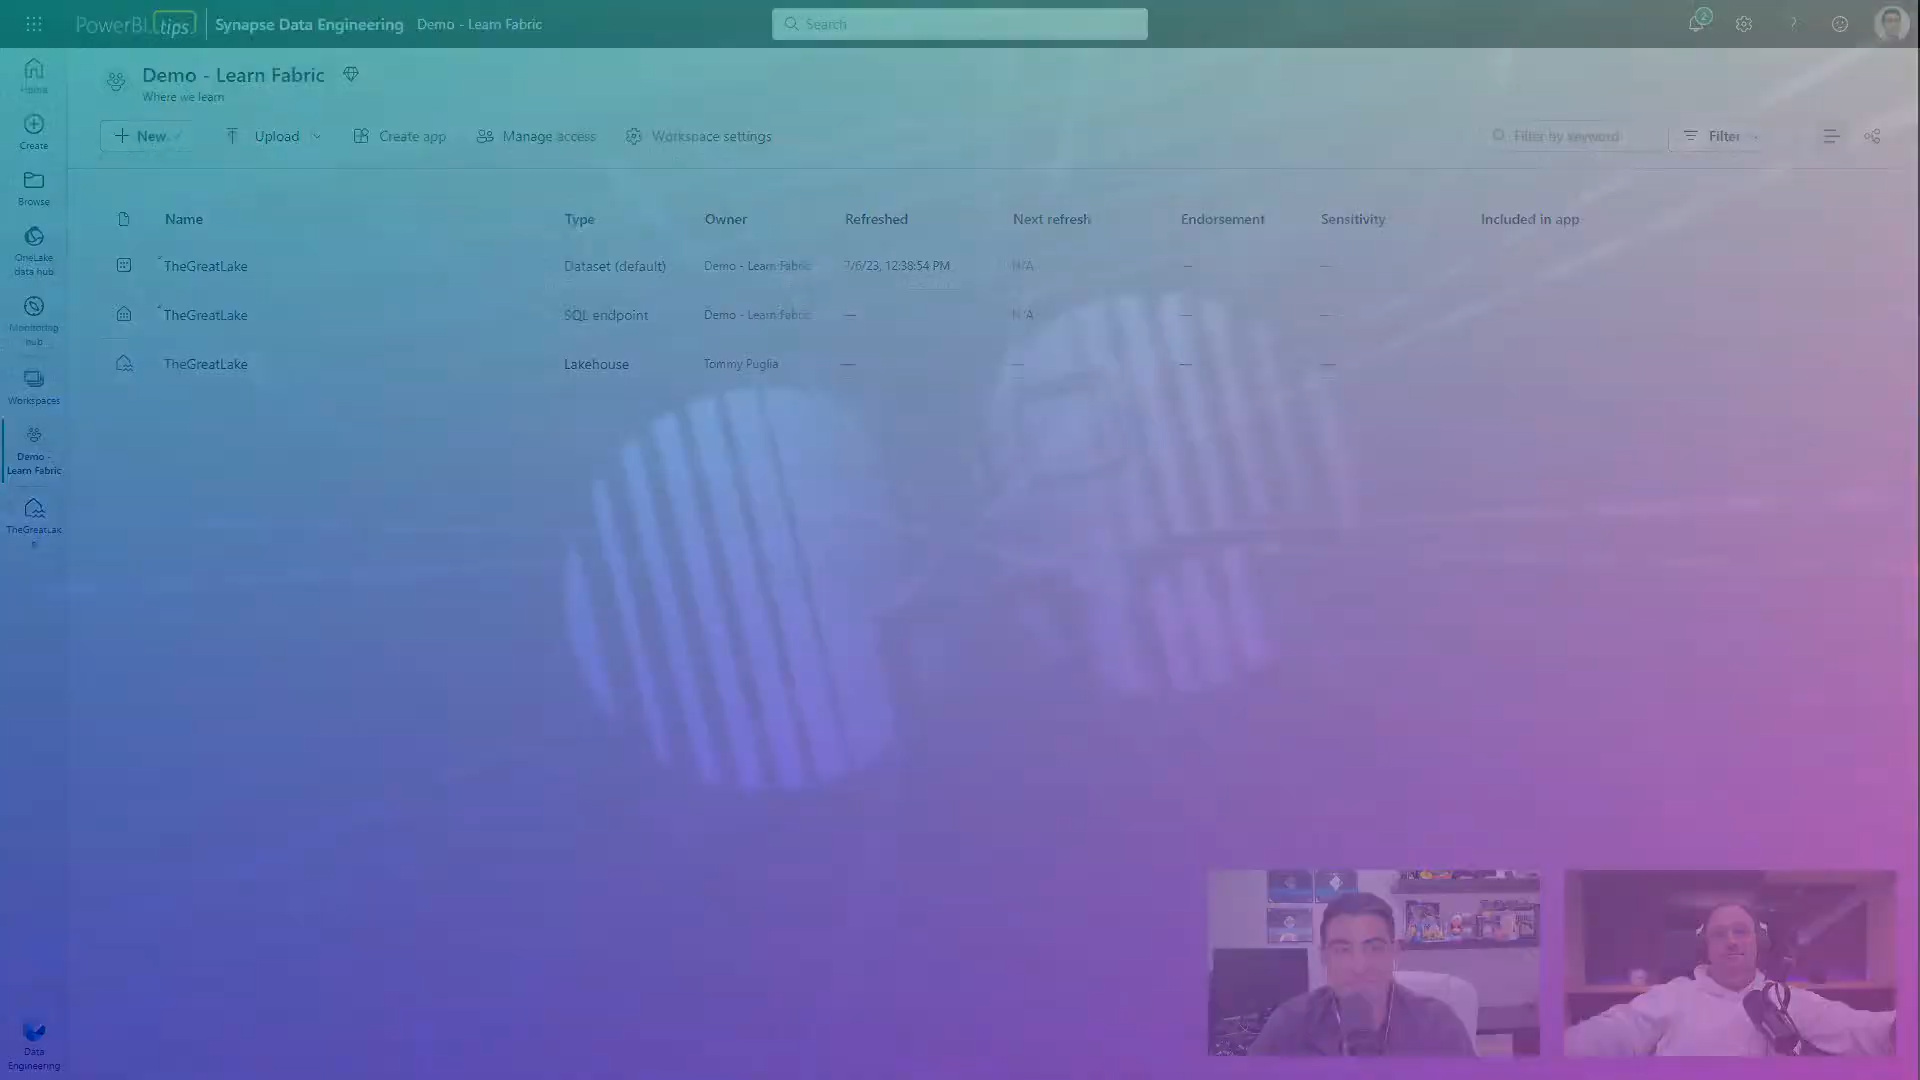 PowerBI.tips Synapse Data Engineering Demo - Learn Fabric Search 2
Home
Create
Browse
OneLake
data hub
Monitoring
hub
Workspaces
Demo -
Learn Fabric
TheGreatLak
e
Data
Engineering
Demo - Learn Fabric
Where we learn
New Upload Create app Manage access Workspace settings Filter by keyword Filter
Name Type Owner Refreshed Next refresh Endorsement Sensitivity Included in app
TheGreatLake Dataset (default) Demo - Learn Fabric 7/6/23, 12:38:54 PM N/A — —
TheGreatLake SQL endpoint Demo - Learn Fabric — N/A — —
TheGreatLake Lakehouse Tommy Puglia — — — —